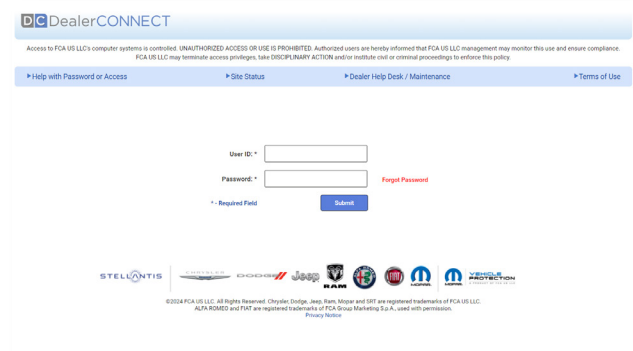 DC DealerCONNECT
Access to FCA US LLC's computer systems is controlled. UNAUTHORIZED ACCESS OR USE IS PROHIBITED. Authorized users are hereby informed that FCA US LLC management may monitor this use and ensure compliance.
FCA US LLC may terminate access privileges, take DISCIPLINARY ACTION and/or institute civil or criminal proceedings to enforce this policy.
Help with Password or Access Site Status Dealer Help Desk / Maintenance Terms of Use
User ID: *
Password: * Forgot Password
* - Required Field Submit
STELLANTIS CHRYSLER DODGE Jeep RAM FIAT MOPAR MOPAR VEHICLE PROTECTION
©2024 FCA US LLC. All Rights Reserved. Chrysler, Dodge, Jeep, Ram, Mopar and SRT are registered trademarks of FCA US LLC.
ALFA ROMEO and FIAT are registered trademarks of FCA Group Marketing S.p.A., used with permission.
Privacy Notice